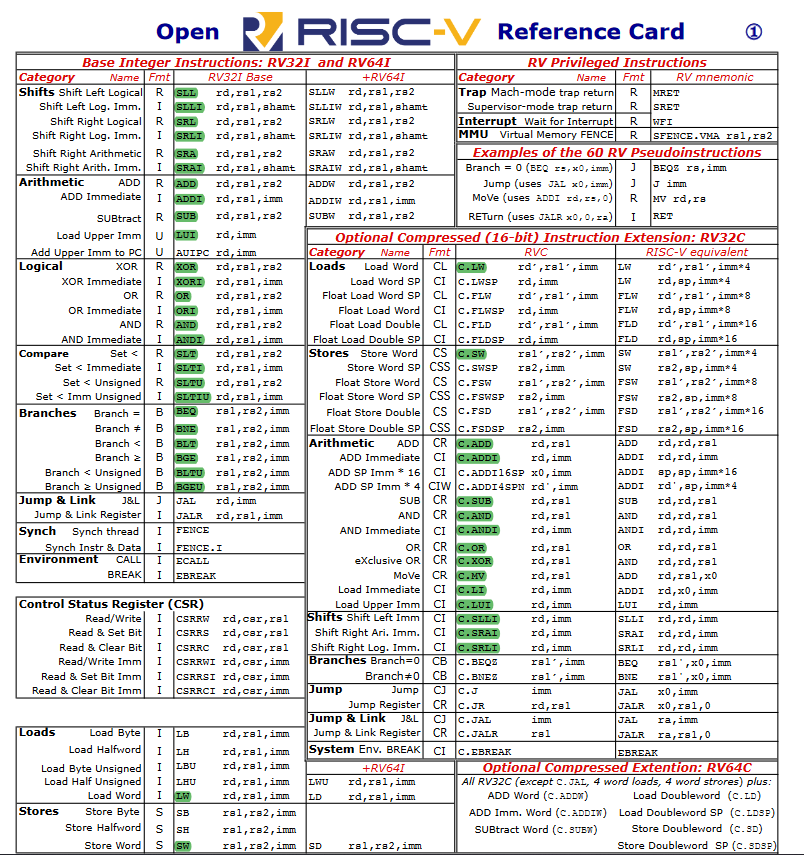 Open RISC-V Reference Card ①
Base Integer Instructions: RV32I and RV64I
Category Name Fmt RV32I Base +RV64I
Shifts Shift Left Logical R SLL rd,rs1,rs2 SLLW rd,rs1,rs2
Shift Left Log. Imm. I SLLI rd,rs1,shamt SLLIW rd,rs1,shamt
Shift Right Logical R SRL rd,rs1,rs2 SRLW rd,rs1,rs2
Shift Right Log. Imm. I SRLI rd,rs1,shamt SRLIW rd,rs1,shamt
Shift Right Arithmetic R SRA rd,rs1,rs2 SRAW rd,rs1,rs2
Shift Right Arith. Imm. I SRAI rd,rs1,shamt SRAIW rd,rs1,shamt
Arithmetic ADD R ADD rd,rs1,rs2 ADDW rd,rs1,rs2
ADD Immediate I ADDI rd,rs1,imm ADDIW rd,rs1,imm
SUBtract R SUB rd,rs1,rs2 SUBW rd,rs1,rs2
Load Upper Imm U LUI rd,imm
Add Upper Imm to PC U AUIPC rd,imm
Logical XOR R XOR rd,rs1,rs2
XOR Immediate I XORI rd,rs1,imm
OR R OR rd,rs1,rs2
OR Immediate I ORI rd,rs1,imm
AND R AND rd,rs1,rs2
AND Immediate I ANDI rd,rs1,imm
Compare Set < R SLT rd,rs1,rs2
Set < Immediate I SLTI rd,rs1,imm
Set < Unsigned R SLTU rd,rs1,rs2
Set < Imm Unsigned I SLTIU rd,rs1,imm
Branches Branch = B BEQ rs1,rs2,imm
Branch ≠ B BNE rs1,rs2,imm
Branch < B BLT rs1,rs2,imm
Branch ≥ B BGE rs1,rs2,imm
Branch < Unsigned B BLTU rs1,rs2,imm
Branch ≥ Unsigned B BGEU rs1,rs2,imm
Jump & Link J&L J JAL rd,imm
Jump & Link Register I JALR rd,rs1,imm
Synch Synch thread I FENCE
Synch Instr & Data I FENCE.I
Environment CALL I ECALL
BREAK I EBREAK
Control Status Register (CSR)
Read/Write I CSRRW rd,csr,rs1
Read & Set Bit I CSRRS rd,csr,rs1
Read & Clear Bit I CSRRC rd,csr,rs1
Read/Write Imm I CSRRWI rd,csr,imm
Read & Set Bit Imm I CSRRSI rd,csr,imm
Read & Clear Bit Imm I CSRRCI rd,csr,imm
Loads Load Byte I LB rd,rs1,imm
Load Halfword I LH rd,rs1,imm
Load Byte Unsigned I LBU rd,rs1,imm +RV64I
Load Half Unsigned I LHU rd,rs1,imm LWU rd,rs1,imm
Load Word I LW rd,rs1,imm LD rd,rs1,imm
Stores Store Byte S SB rs1,rs2,imm
Store Halfword S SH rs1,rs2,imm
Store Word S SW rs1,rs2,imm SD rs1,rs2,imm
RV Privileged Instructions
Category Name Fmt RV mnemonic
Trap Mach-mode trap return R MRET
Supervisor-mode trap return R SRET
Interrupt Wait for Interrupt R WFI
MMU Virtual Memory FENCE R SFENCE.VMA rs1,rs2
Examples of the 60 RV Pseudoinstructions
Branch = 0 (BEQ rs,x0,imm) J BEQZ rs,imm
Jump (uses JAL x0,imm) J J imm
MoVe (uses ADDI rd,rs,0) R MV rd,rs
RETurn (uses JALR x0,0,ra) I RET
Optional Compressed (16-bit) Instruction Extension: RV32C
Category Name Fmt RVC RISC-V equivalent
Loads Load Word CL C.LW rd′,rs1′,imm LW rd′,rs1′,imm*4
Load Word SP CI C.LWSP rd,imm LW rd,sp,imm*4
Float Load Word SP CL C.FLW rd′,rs1′,imm FLW rd′,rs1′,imm*8
Float Load Word CI C.FLWSP rd,imm FLW rd,sp,imm*8
Float Load Double CL C.FLD rd′,rs1′,imm FLD rd′,rs1′,imm*16
Float Load Double SP CI C.FLDSP rd,imm FLD rd,sp,imm*16
Stores Store Word CS C.SW rs1′,rs2′,imm SW rs1′,rs2′,imm*4
Store Word SP CSS C.SWSP rs2,imm SW rs2,sp,imm*4
Float Store Word CS C.FSW rs1′,rs2′,imm FSW rs1′,rs2′,imm*8
Float Store Word SP CSS C.FSWSP rs2,imm FSW rs2,sp,imm*8
Float Store Double CS C.FSD rs1′,rs2′,imm FSD rs1′,rs2′,imm*16
Float Store Double SP CSS C.FSDSP rs2,imm FSD rs2,sp,imm*16
Arithmetic ADD CR C.ADD rd,rs1 ADD rd,rd,rs1
ADD Immediate CI C.ADDI rd,imm ADDI rd,rd,imm
ADD SP Imm * 16 CI C.ADDI16SP x0,imm ADDI sp,sp,imm*16
ADD SP Imm * 4 CIW C.ADDI4SPN rd',imm ADDI rd',sp,imm*4
SUB CR C.SUB rd,rs1 SUB rd,rd,rs1
AND CR C.AND rd,rs1 AND rd,rd,rs1
AND Immediate CI C.ANDI rd,imm ANDI rd,rd,imm
OR CR C.OR rd,rs1 OR rd,rd,rs1
eXclusive OR CR C.XOR rd,rs1 AND rd,rd,rs1
MoVe CR C.MV rd,rs1 ADD rd,rs1,x0
Load Immediate CI C.LI rd,imm ADDI rd,x0,imm
Load Upper Imm CI C.LUI rd,imm LUI rd,imm
Shifts Shift Left Imm CI C.SLLI rd,imm SLLI rd,rd,imm
Shift Right Ari. Imm. CI C.SRAI rd,imm SRAI rd,rd,imm
Shift Right Log. Imm. CI C.SRLI rd,imm SRLI rd,rd,imm
Branches Branch=0 CB C.BEQZ rs1′,imm BEQ rs1',x0,imm
Branch≠0 CB C.BNEZ rs1′,imm BNE rs1',x0,imm
Jump Jump CJ C.J imm JAL x0,imm
Jump Register CR C.JR rd,rs1 JALR x0,rs1,0
Jump & Link J&L CJ C.JAL imm JAL ra,imm
Jump & Link Register CR C.JALR rs1 JALR ra,rs1,0
System Env. BREAK CI C.EBREAK EBREAK
Optional Compressed Extention: RV64C
All RV32C (except C.JAL, 4 word loads, 4 word strores) plus:
ADD Word (C.ADDW) Load Doubleword (C.LD)
ADD Imm. Word (C.ADDIW) Load Doubleword SP (C.LDSP)
SUBtract Word (C.SUBW) Store Doubleword (C.SD)
Store Doubleword SP (C.SDSP)